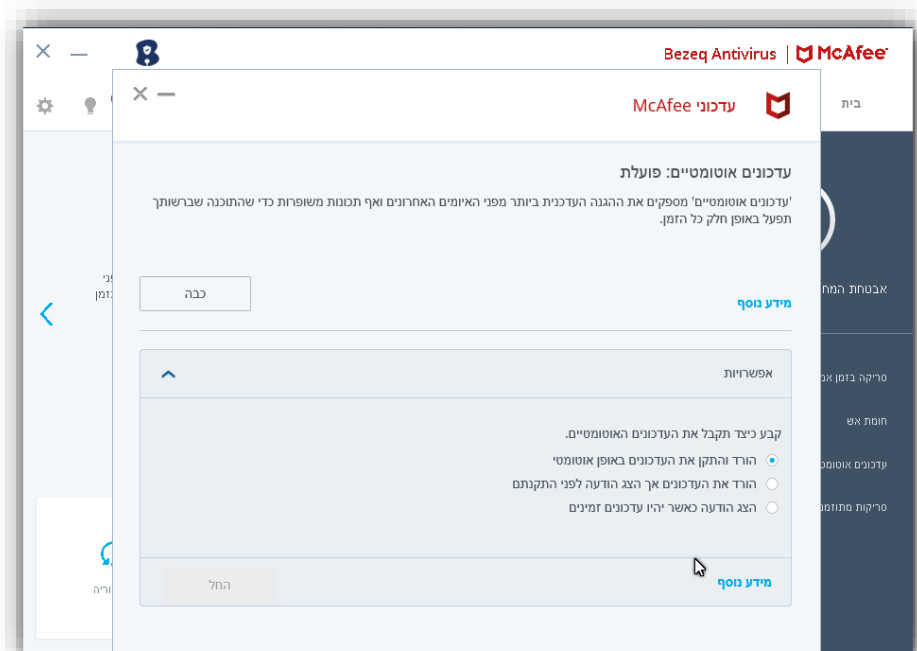 Bezeq Antivirus | McAfee
בית
עדכוני McAfee
עדכונים אוטומטיים: פועלת
'עדכונים אוטומטיים' מספקים את ההגנה העדכנית ביותר מפני האיומים האחרונים ואף תכונות משופרות כדי שהתוכנה שברשותך
תפעל באופן חלק כל הזמן.
כבה
מידע נוסף
אפשרויות
קבע כיצד תקבל את העדכונים האוטומטיים.
הורד והתקן את העדכונים באופן אוטומטי
הורד את העדכונים אך הצג הודעה לפני התקנתם
הצג הודעה כאשר יהיו עדכונים זמינים
מידע נוסף
החל
אבטחת המח
סריקה בזמן אמ
חומת אש
עדכונים אוטומט
סריקות מתוזמנ